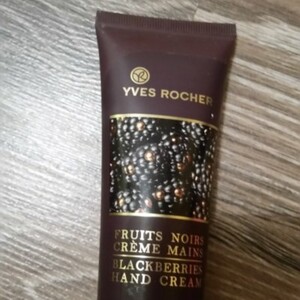 YVES ROCHER
FRUITS NOIRS
CRÈME MAINS
BLACKBERRIES
HAND CREAM